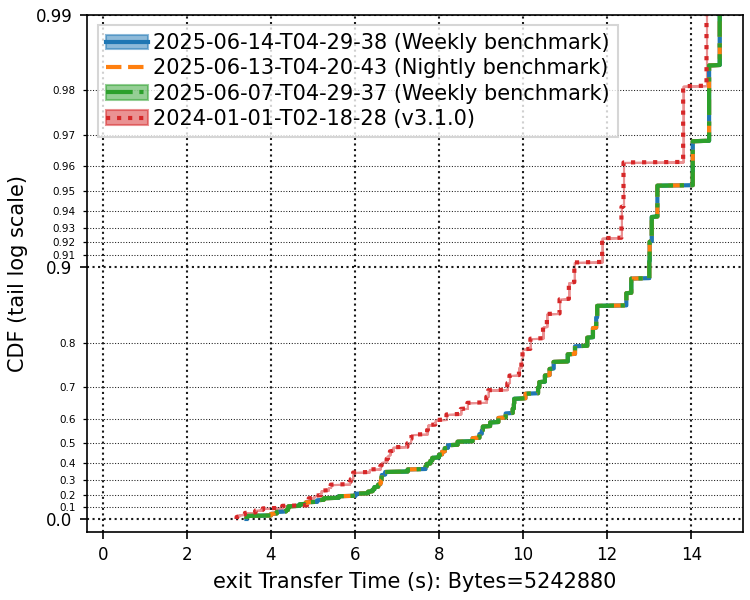 0.99
2025-06-14-T04-29-38 (Weekly benchmark)
2025-06-13-T04-20-43 (Nightly benchmark)
2025-06-07-T04-29-37 (Weekly benchmark)
2024-01-01-T02-18-28 (v3.1.0)
0.98
0.97
0.96
0.95
0.94
0.93
0.92
0.91
0.9
0.8
0.7
0.6
0.5
0.4
0.3
0.2
0.1
0.0
CDF (tail log scale)
0 2 4 6 8 10 12 14
exit Transfer Time (s): Bytes=5242880